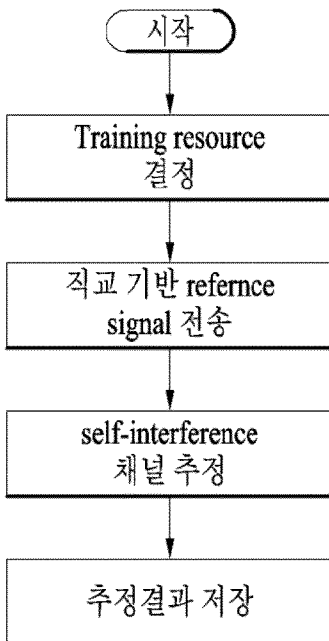 시작
Training resource
결정
직교 기반 refernce
signal 전송
self-interference
채널 추정
추정결과 저장